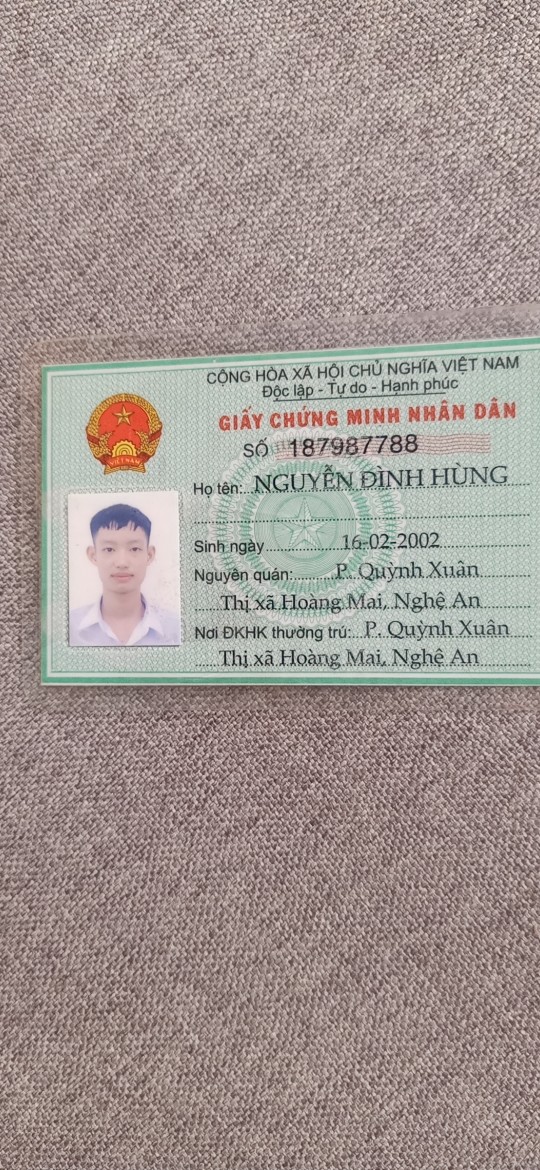 CỘNG HÒA XÃ HỘI CHỦ NGHĨA VIỆT NAM
Độc lập - Tự do - Hạnh phúc
GIẤY CHỨNG MINH NHÂN DÂN
SỐ 187987788
Họ tên: NGUYỄN ĐÌNH HÙNG
Sinh ngày 16-02-2002
Nguyên quán: P. Quỳnh Xuân
Thị xã Hoàng Mai, Nghệ An
Nơi ĐKHK thường trú: P. Quỳnh Xuân
Thị xã Hoàng Mai, Nghệ An
VIỆT NAM